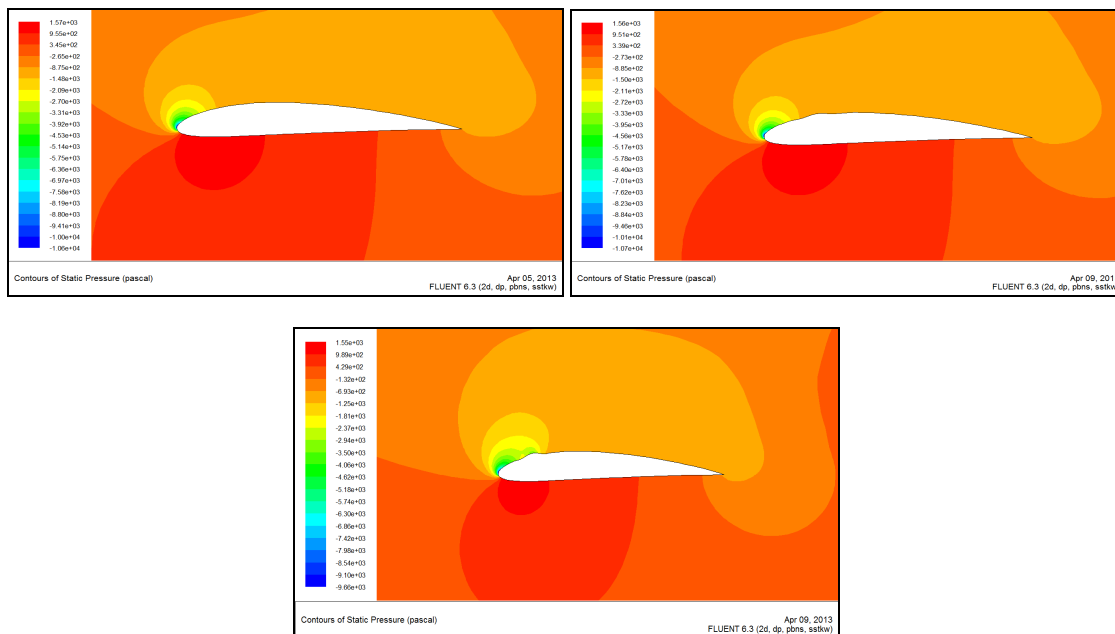 1.57e+03
9.55e+02
3.45e+02
-2.65e+02
-8.75e+02
-1.48e+03
-2.09e+03
-2.70e+03
-3.31e+03
-3.92e+03
-4.53e+03
-5.14e+03
-5.75e+03
-6.36e+03
-6.97e+03
-7.58e+03
-8.19e+03
-8.80e+03
-9.41e+03
-1.00e+04
-1.06e+04
Contours of Static Pressure (pascal)
Apr 05, 2013
FLUENT 6.3 (2d, dp, pbns, sstkw)
1.56e+03
9.51e+02
3.39e+02
-2.73e+02
-8.85e+02
-1.50e+03
-2.11e+03
-2.72e+03
-3.33e+03
-3.95e+03
-4.56e+03
-5.17e+03
-5.78e+03
-6.40e+03
-7.01e+03
-7.62e+03
-8.23e+03
-8.84e+03
-9.46e+03
-1.01e+04
-1.07e+04
Contours of Static Pressure (pascal)
Apr 09, 201
FLUENT 6.3 (2d, dp, pbns, sstkw
1.55e+03
9.89e+02
4.29e+02
-1.32e+02
-6.93e+02
-1.25e+03
-1.81e+03
-2.37e+03
-2.94e+03
-3.50e+03
-4.06e+03
-4.62e+03
-5.18e+03
-5.74e+03
-6.30e+03
-6.86e+03
-7.42e+03
-7.98e+03
-8.54e+03
-9.10e+03
-9.66e+03
Contours of Static Pressure (pascal)
Apr 09, 2013
FLUENT 6.3 (2d, dp, pbns, sstkw)